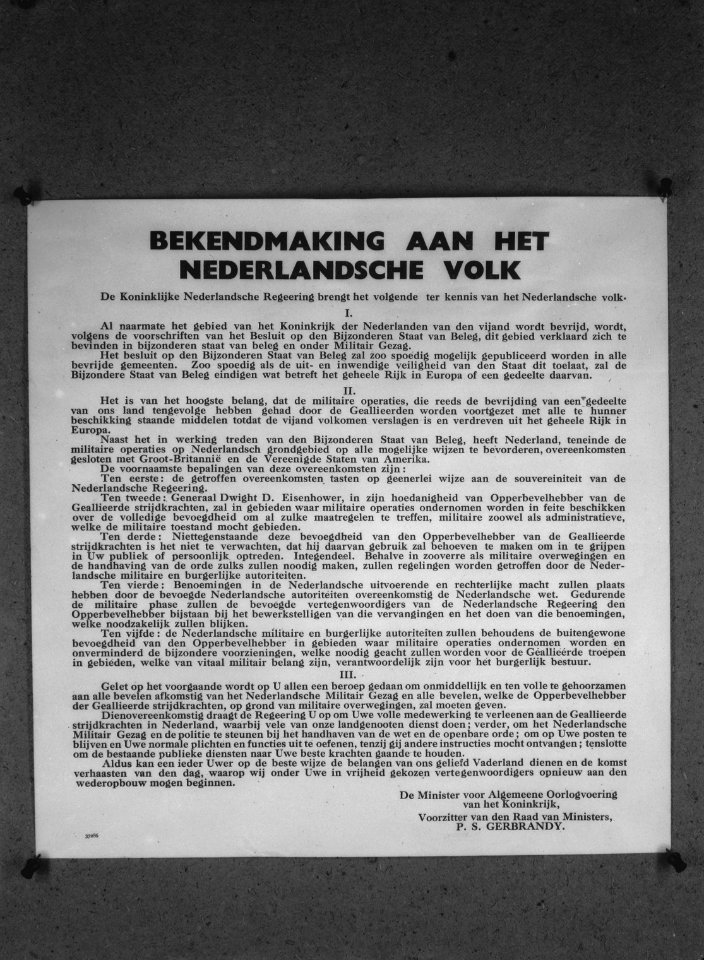 BEKENDMAKING AAN HET
NEDERLANDSCHE VOLK
De Koninklijke Nederlandsche Regeering brengt het volgende ter kennis van het Nederlandsche volk.
I.
Al naarmate het gebied van het Koninkrijk der Nederlanden van den vijand wordt bevrijd, wordt,
volgens de voorschriften van het Besluit op den Bijzonderen Staat van Beleg, dit gebied verklaard zich te
bevinden in bijzonderen staat van beleg en onder Militair Gezag.
Het besluit op den Bijzonderen Staat van Beleg zal zoo spoedig mogelijk gepubliceerd worden in alle
bevrijde gemeenten. Zoo spoedig als de uit- en inwendige veiligheid van den Staat dit toelaat, zal de
Bijzondere Staat van Beleg eindigen wat betreft het geheele Rijk in Europa of een gedeelte daarvan.
II.
Het is van het hoogste belang, dat de militaire operaties, die reeds de bevrijding van een gedeelte
van ons land tengevolge hebben gehad door de Geallieerden worden voortgezet met alle te hunner
beschikking staande middelen totdat de vijand volkomen verslagen is en verdreven uit het geheele Rijk in
Europa.
Naast het in werking treden van den Bijzonderen Staat van Beleg, heeft Nederland, teneinde de
militaire operaties op Nederlandsch grondgebied op alle mogelijke wijzen te bevorderen, overeenkomsten
gesloten met Groot-Britannië en de Vereenigde Staten van Amerika.
De voornaamste bepalingen van deze overeenkomsten zijn:
Ten eerste: de getroffen overeenkomsten tasten op geenerlei wijze aan de souvereiniteit van de
Nederlandsche Regeering.
Ten tweede: Generaal Dwight D. Eisenhower, in zijn hoedanigheid van Opperbevelhebber van de
Geallieerde strijdkrachten, zal in gebieden waar militaire operaties ondernomen worden in feite beschikken
over de volledige bevoegdheid om al zulke maatregelen te treffen, militaire zoowel als administratieve,
welke de militaire toestand mocht gebieden.
Ten derde: Niettegenstaande deze bevoegdheid van den Opperbevelhebber van de Geallieerde
strijdkrachten is het niet te verwachten, dat hij daarvan gebruik zal behoeven te maken om in te grijpen
in Uw publiek of persoonlijk optreden. Integendeel. Behalve in zooverre als militaire overwegingen en
de handhaving van de orde zulks zullen noodig maken, zullen regelingen worden getroffen door de Neder-
landsche militaire en burgerlijke autoriteiten.
Ten vierde: Benoemingen in de Nederlandsche uitvoerende en rechterlijke macht zullen plaats
hebben door de bevoegde Nederlandsche autoriteiten overeenkomstig de Nederlandsche wet. Gedurende
de militaire phase zullen de bevoegde vertegenwoordigers van de Nederlandsche Regeering den
Opperbevelhebber bijstaan bij het bewerkstelligen van die vervangingen en het doen van die benoemingen,
welke noodzakelijk zullen blijken.
Ten vijfde: de Nederlandsche militaire en burgerlijke autoriteiten zullen behoudens de buitengewone
bevoegdheid van den Opperbevelhebber in gebieden waar militaire operaties ondernomen worden en
onverminderd de bijzondere voorzieningen, welke noodig geacht zullen worden voor de Geallieerde troepen
in gebieden, welke van vitaal militair belang zijn, verantwoordelijk zijn voor het burgerlijk bestuur.
III.
Gelet op het voorgaande wordt op U allen een beroep gedaan om onmiddellijk en ten volle te gehoorzamen
aan alle bevelen afkomstig van het Nederlandsche Militair Gezag en alle bevelen, welke de Opperbevelhebber
der Geallieerde strijdkrachten, op grond van militaire overwegingen, zal moeten geven.
Dienovereenkomstig draagt de Regeering U op om Uwe volle medewerking te verleenen aan de Geallieerde
strijdkrachten in Nederland, waarbij vele van onze landgenooten dienst doen; verder, om het Nederlandsche
Militair Gezag en de politie te steunen bij het handhaven van de wet en de openbare orde; om op Uwe posten te
blijven en Uwe normale plichten en functies uit te oefenen, tenzij gij andere instructies mocht ontvangen; tenslotte
om de bestaande publieke diensten naar Uwe beste krachten gaande te houden.
Aldus kan een ieder Uwer op de beste wijze de belangen van ons geliefd Vaderland dienen en de komst
verhaasten van den dag, waarop wij onder Uwe in vrijheid gekozen vertegenwoordigers opnieuw aan den
wederopbouw mogen beginnen.
De Minister voor Algemeene Oorlogvoering
van het Koninkrijk,
Voorzitter van den Raad van Ministers,
P. S. GERBRANDY.